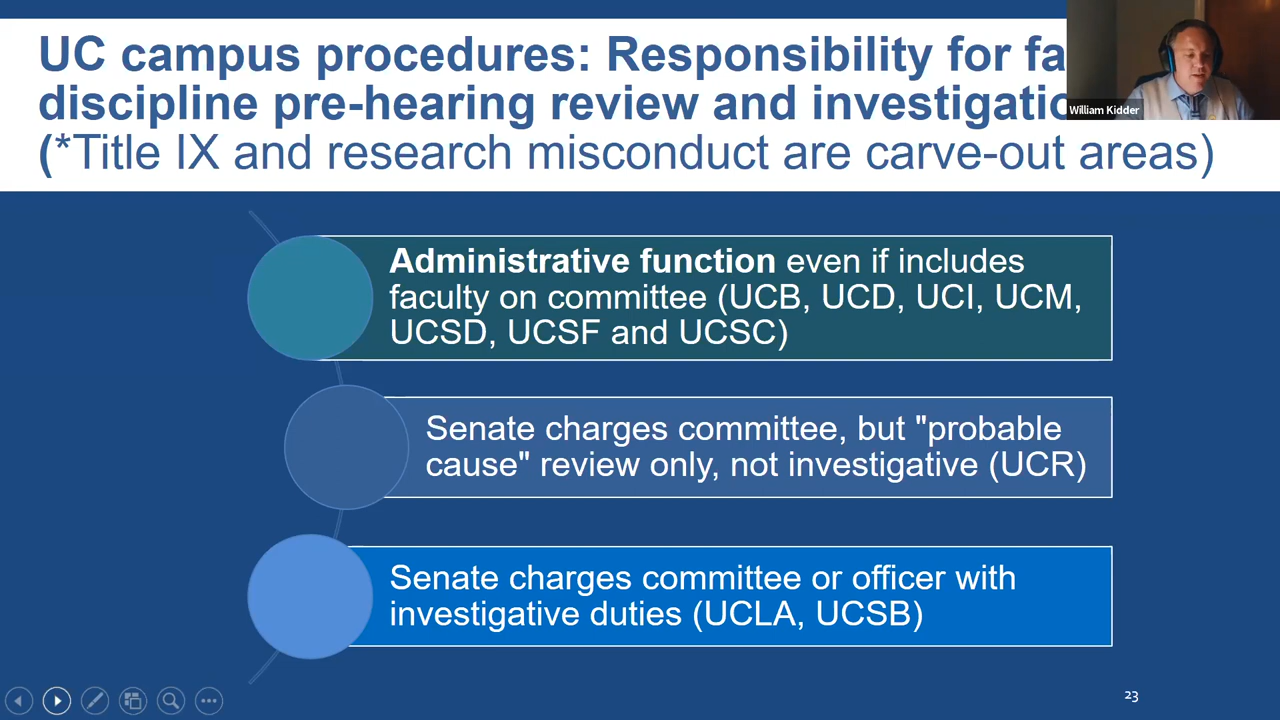 UC campus procedures: Responsibility for
discipline pre-hearing review and
(*Title IX and research misconduct are carve-out areas)
William Kidder
Administrative function even if includes
faculty on committee (UCB, UCD, UCI, UCM,
UCSD, UCSF and UCSC)
Senate charges committee, but "probable
cause" review only, not investigative (UCR)
Senate charges committee or officer with
investigative duties (UCLA, UCSB)
23